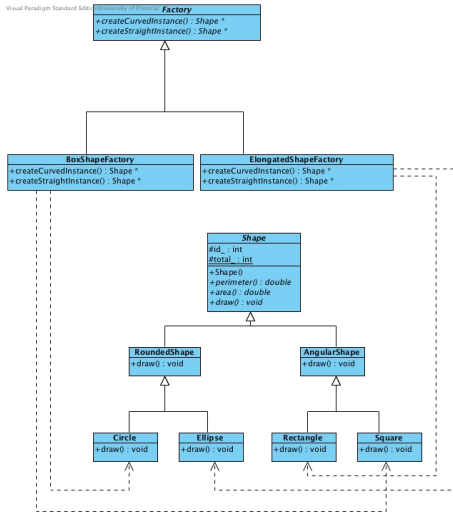 Visual Paradigm Standard Edition(University of Pretoria)
Factory
+createCurvedInstance() : Shape *
+createStraightInstance() : Shape *
BoxShapeFactory
+createCurvedInstance() : Shape *
+createStraightInstance() : Shape *
ElongatedShapeFactory
+createCurvedInstance() : Shape *
+createStraightInstance() : Shape *
Shape
#id_ : int
#total_ : int
+Shape()
+perimeter() : double
+area() : double
+draw() : void
RoundedShape
+draw() : void
AngularShape
+draw() : void
Circle
+draw() : void
Ellipse
+draw() : void
Rectangle
+draw() : void
Square
+draw() : void